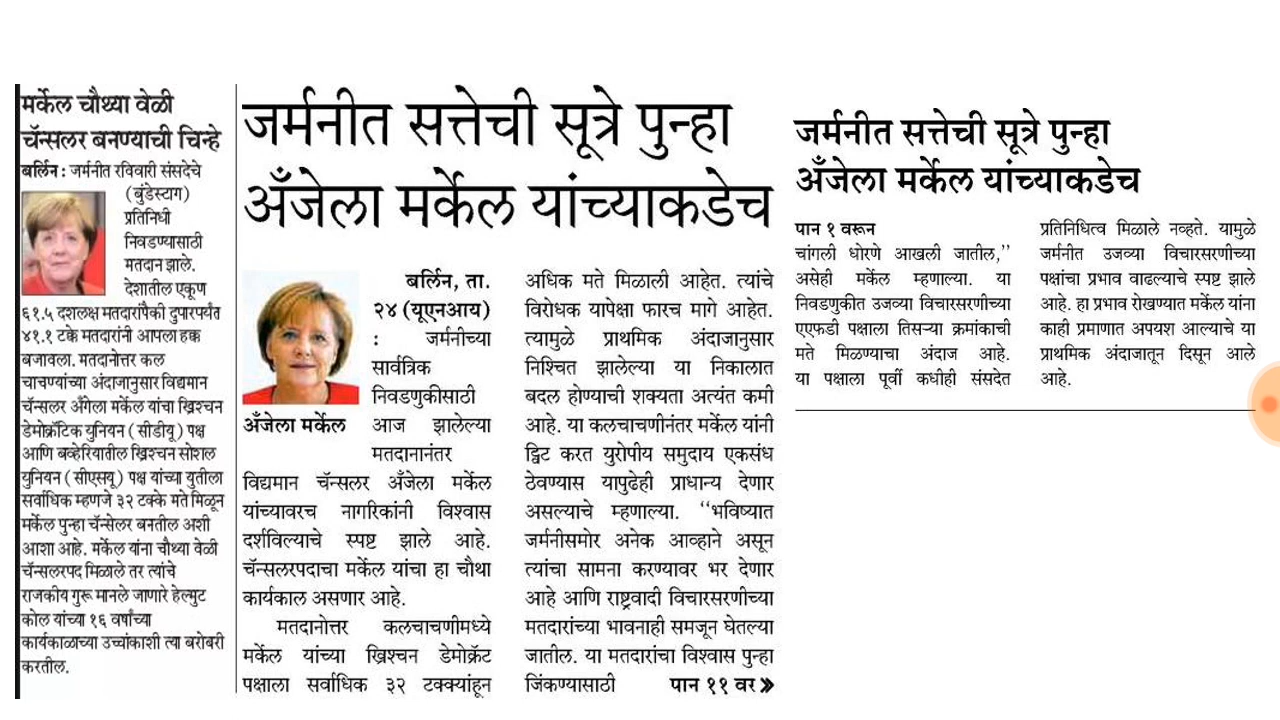 मर्केल चौथ्या वेळी
चॅन्सलर बनण्याची चिन्हे
बर्लिन : जर्मनीत रविवारी संसदेचे
(बुंडेस्टाग)
प्रतिनिधी
निवडण्यासाठी
मतदान झाले.
देशातील एकूण
६१.५ दशलक्ष मतदारांपैकी दुपारपर्यंत
४१.१ टक्के मतदारांनी आपला हक्क
बजावला. मतदानोत्तर कल
चाचण्यांच्या अंदाजानुसार विद्यमान
चॅन्सलर अँगेला मर्केल यांचा ख्रिश्चन
डेमोक्रॅटिक युनियन (सीडीयू) पक्ष
आणि बव्हेरियातील ख्रिश्चन सोशल
युनियन (सीएसयू) पक्ष यांच्या युतीला
सर्वाधिक म्हणजे ३२ टक्के मते मिळून
मर्केल पुन्हा चॅन्सेलर बनतील अशी
आशा आहे. मर्केल यांना चौथ्या वेळी
चॅन्सलरपद मिळाले तर त्यांचे
राजकीय गुरू मानले जाणारे हेल्मुट
कोल यांच्या १६ वर्षांच्या
कार्यकाळाच्या उच्चांकाशी त्या बरोबरी
करतील.
जर्मनीत सत्तेची सूत्रे पुन्हा
अँजेला मर्केल यांच्याकडेच
अँजेला मर्केल
बर्लिन, ता.
२४ (यूएनआय)
: जर्मनीच्या
सार्वत्रिक
निवडणुकीसाठी
आज झालेल्या
मतदानानंतर
विद्यमान चॅन्सलर अँजेला मर्केल
यांच्यावरच नागरिकांनी विश्वास
दर्शविल्याचे स्पष्ट झाले आहे.
चॅन्सलरपदाचा मर्केल यांचा हा चौथा
कार्यकाल असणार आहे.
मतदानोत्तर कलचाचणीमध्ये
मर्केल यांच्या ख्रिश्चन डेमोक्रॅट
पक्षाला सर्वाधिक ३२ टक्क्यांहून
अधिक मते मिळाली आहेत. त्यांचे
विरोधक यापेक्षा फारच मागे आहेत.
त्यामुळे प्राथमिक अंदाजानुसार
निश्चित झालेल्या या निकालात
बदल होण्याची शक्यता अत्यंत कमी
आहे. या कलचाचणीनंतर मर्केल यांनी
ट्विट करत युरोपीय समुदाय एकसंध
ठेवण्यास यापुढेही प्राधान्य देणार
असल्याचे म्हणाल्या. ‘‘भविष्यात
जर्मनीसमोर अनेक आव्हाने असून
त्यांचा सामना करण्यावर भर देणार
आहे आणि राष्ट्रवादी विचारसरणीच्या
मतदारांच्या भावनाही समजून घेतल्या
जातील. या मतदारांचा विश्वास पुन्हा
जिंकण्यासाठी पान ११ वर
जर्मनीत सत्तेची सूत्रे पुन्हा
अँजेला मर्केल यांच्याकडेच
पान १ वरून
चांगली धोरणे आखली जातील,’’
असेही मर्केल म्हणाल्या. या
निवडणुकीत उजव्या विचारसरणीच्या
एएफडी पक्षाला तिसऱ्या क्रमांकाची
मते मिळण्याचा अंदाज आहे.
या पक्षाला पूर्वी कधीही संसदेत
प्रतिनिधित्व मिळाले नव्हते. यामुळे
जर्मनीत उजव्या विचारसरणीच्या
पक्षांचा प्रभाव वाढल्याचे स्पष्ट झाले
आहे. हा प्रभाव रोखण्यात मर्केल यांना
काही प्रमाणात अपयश आल्याचे या
प्राथमिक अंदाजातून दिसून आले
आहे.